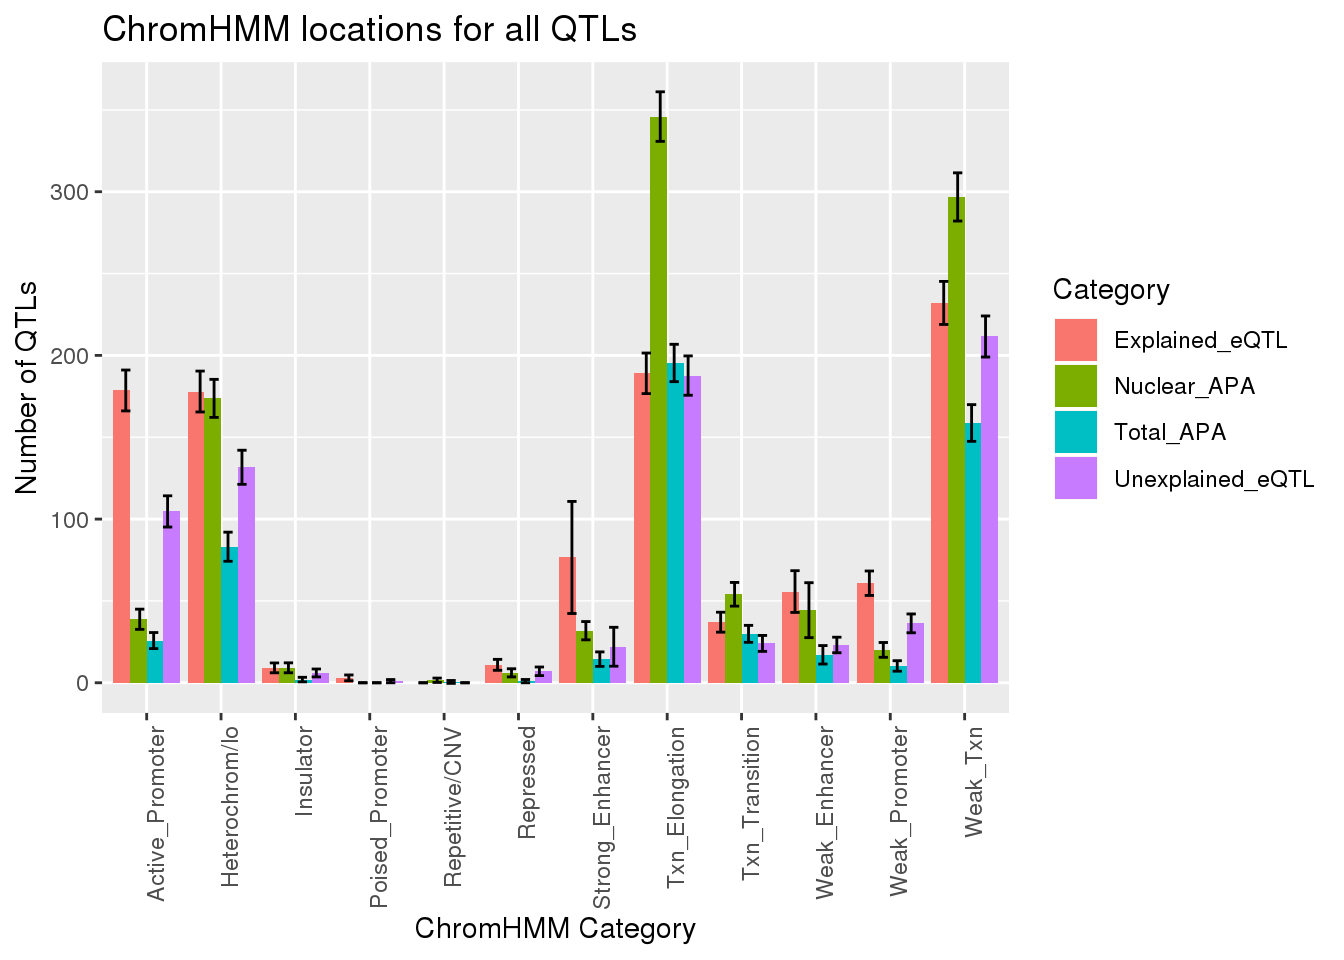 ChromHMM locations for all QTLs
Number of QTLs
300
200
100
0
Active_Promoter
Heterochrom/lo
Insulator
Poised_Promoter
Repetitive/CNV
Repressed
Strong_Enhancer
Txn_Elongation
Txn_Transition
Weak_Enhancer
Weak_Promoter
Weak_Txn
ChromHMM Category
Category
Explained_eQTL
Nuclear_APA
Total_APA
Unexplained_eQTL